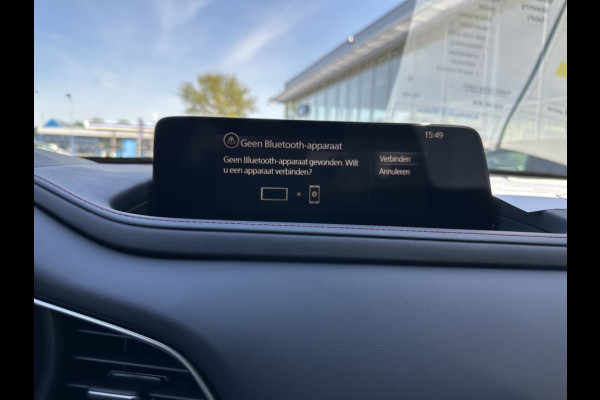 15:49
Geen Bluetooth-apparaat
Geen Bluetooth-apparaat gevonden. Wilt
u een apparaat verbinden?
Verbinden
Annuleren